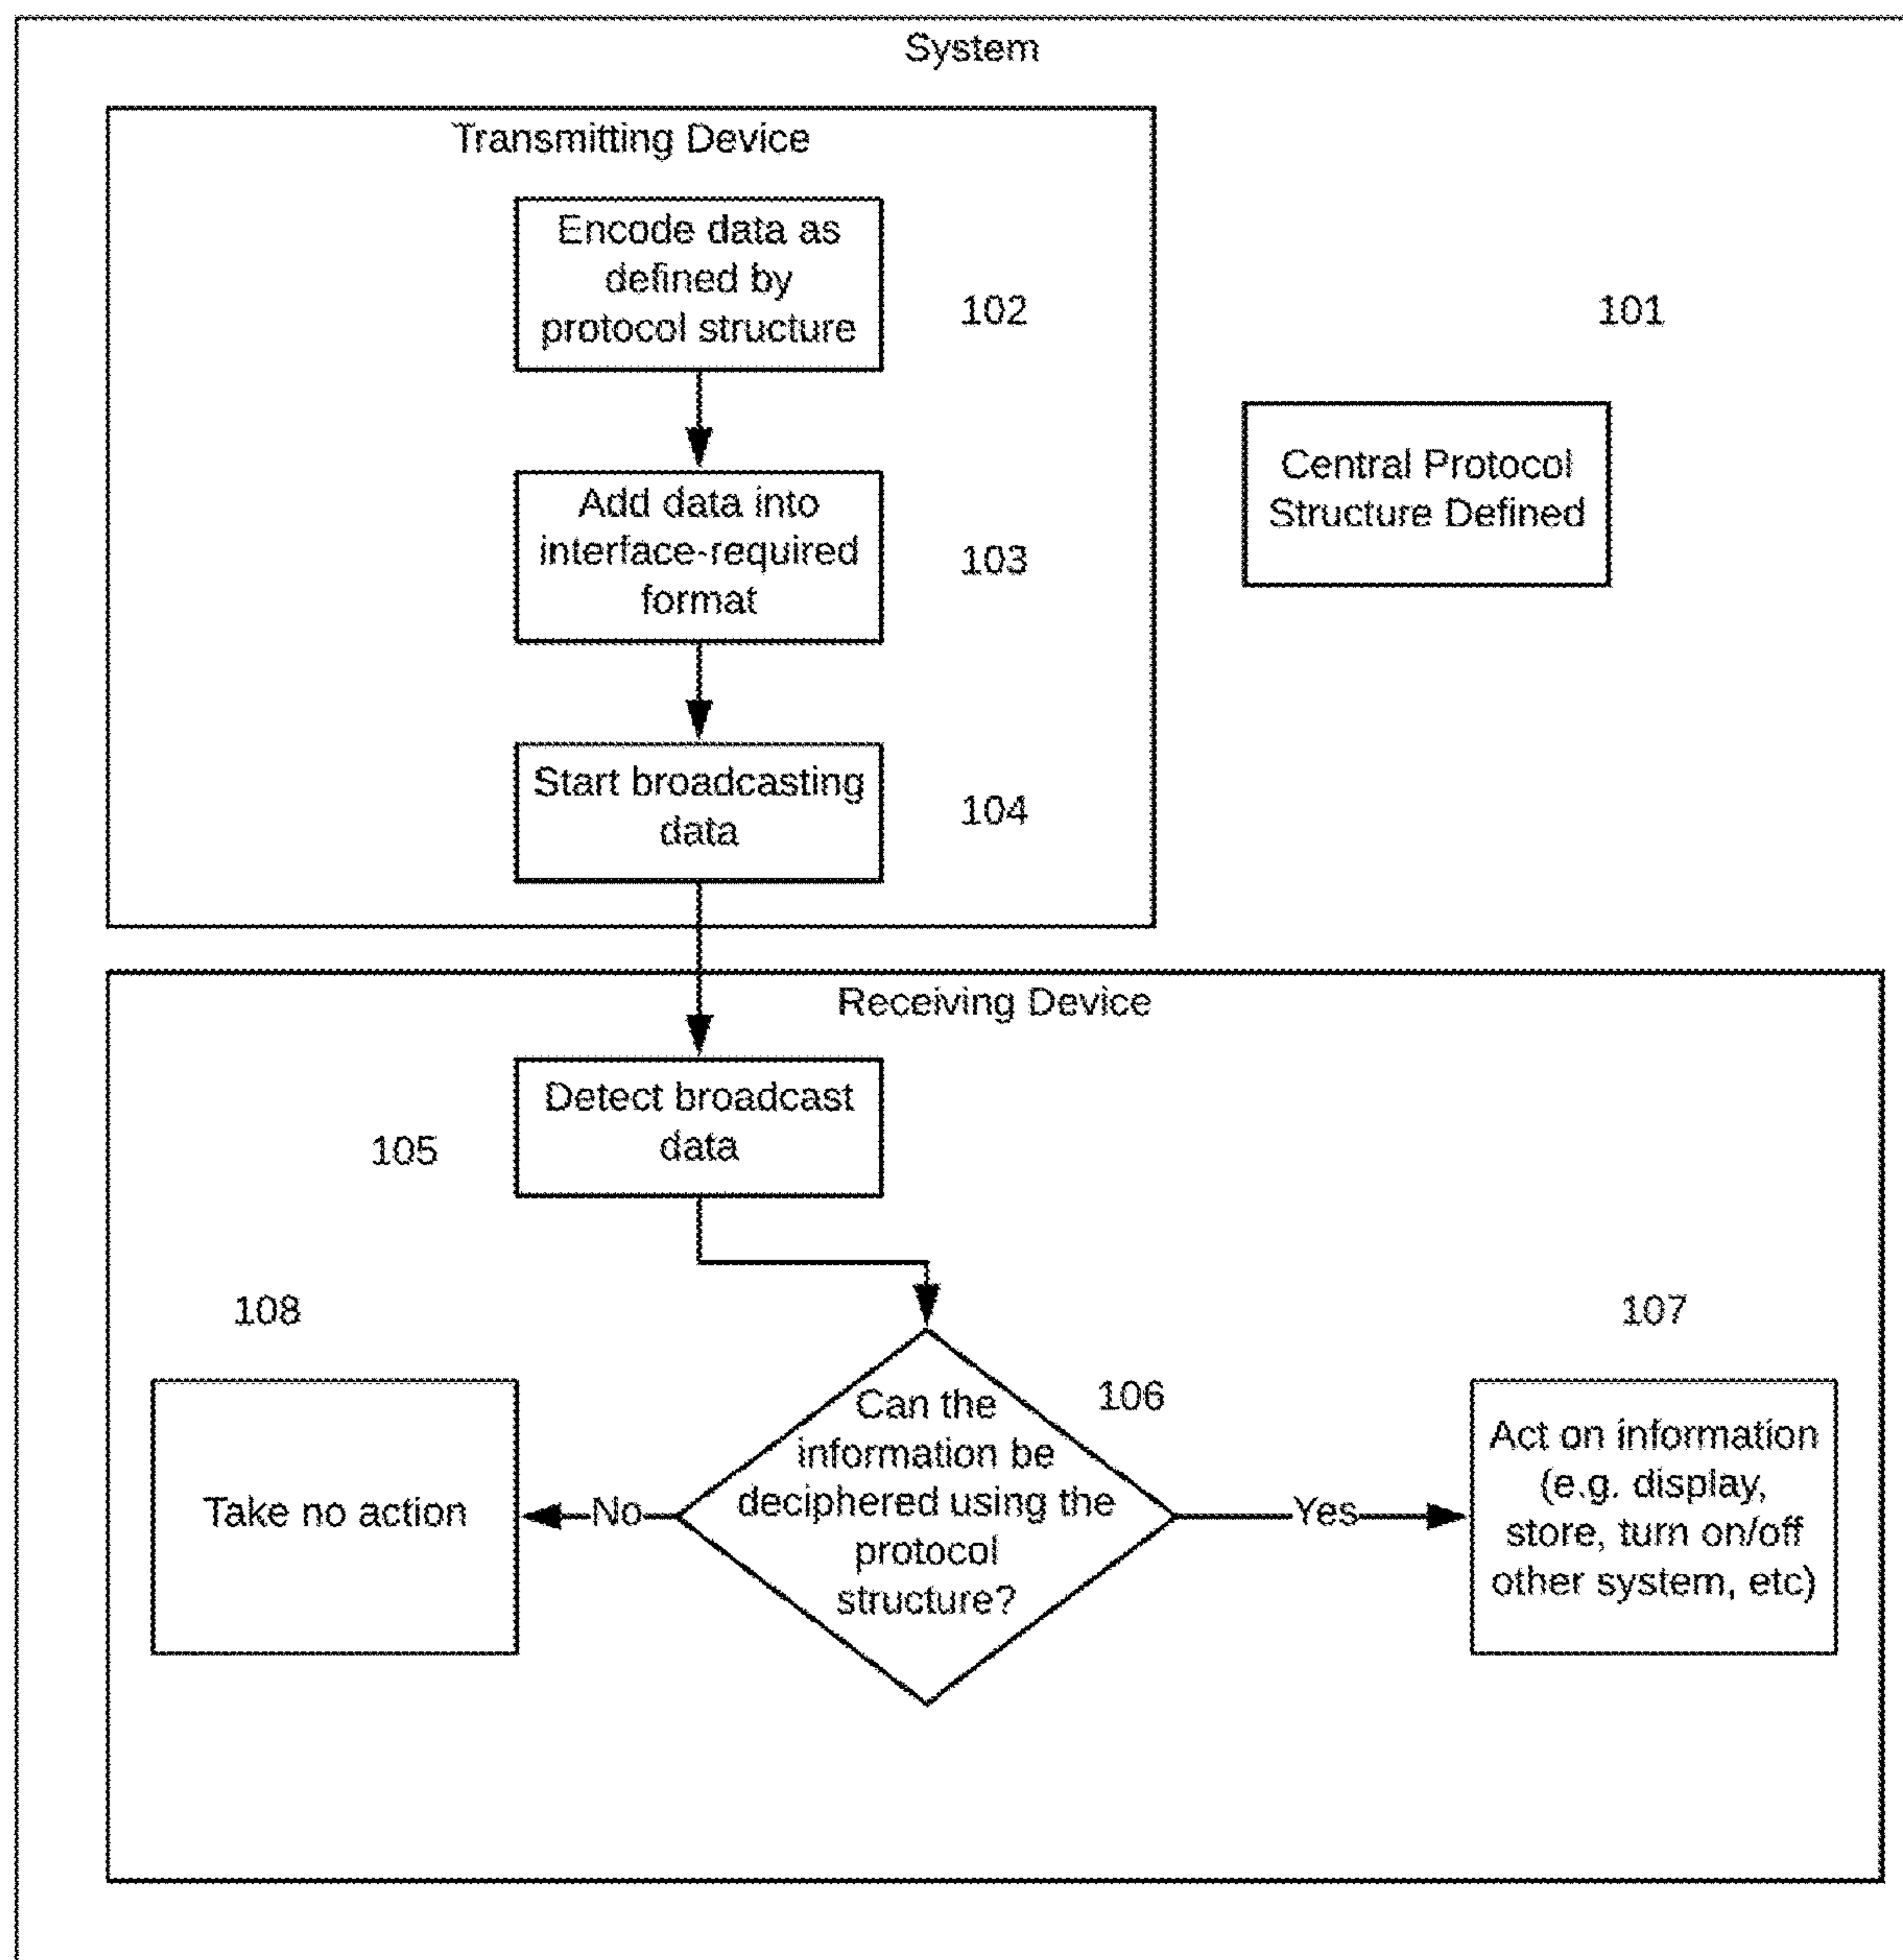 System
Transmitting Device
Encode data as
defined by
protocol structure
102
101
Central Protocol
Structure Defined
Add data into
interface-required
format
103
Start broadcasting
data
104
Receiving Device
Detect broadcast
data
105
108
107
106
Can the
information be
deciphered using the
protocol
structure?
Take no action
No
Yes
Act on information
(e.g. display,
store, turn on/off
other system, etc)